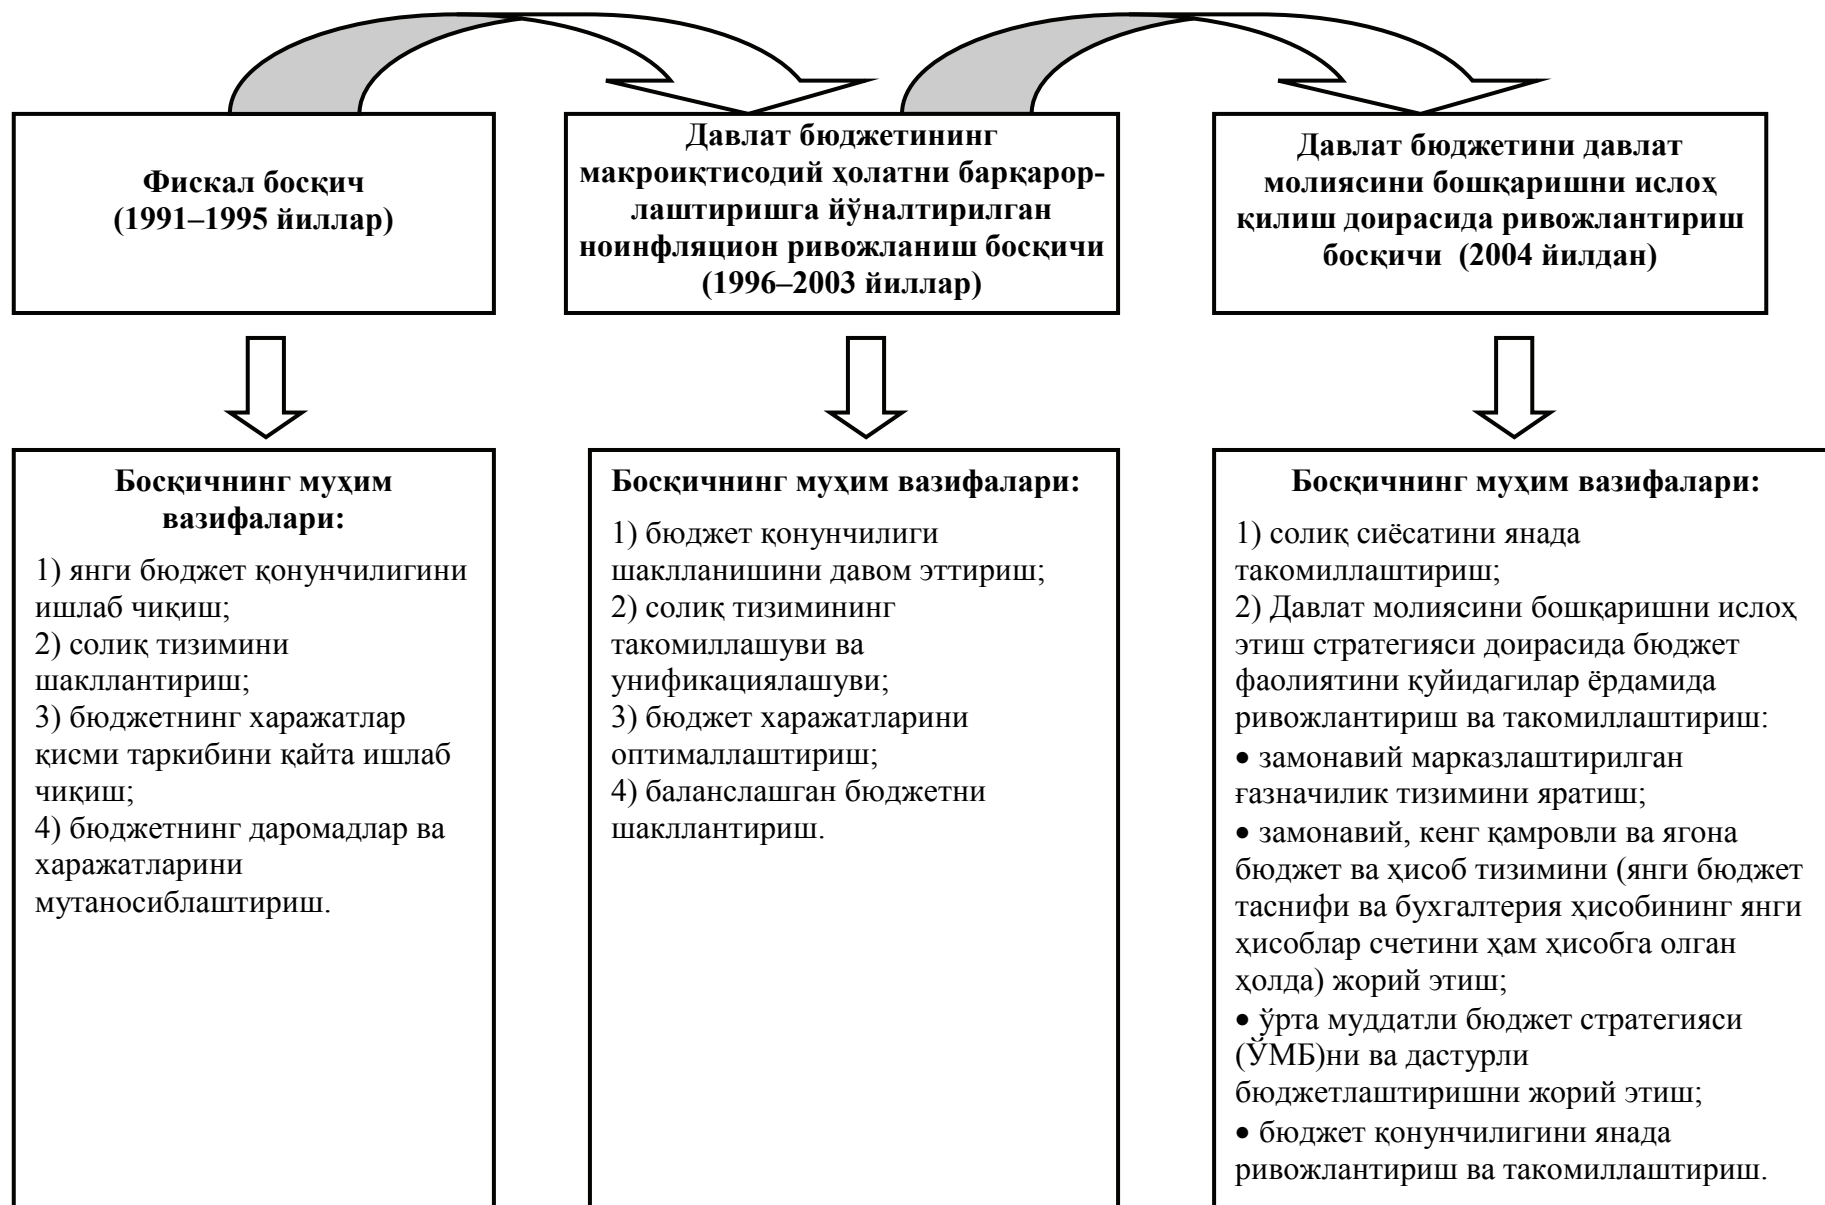 Фискал босқич
(1991–1995 йиллар)
Давлат бюджетининг
макроиқтисодий ҳолатни барқарор-
лаштиришга йўналтирилган
ноинфляцион ривожланиш босқичи
(1996–2003 йиллар)
Давлат бюджетини давлат
молиясини бошқаришни ислоҳ
қилиш доирасида ривожлантириш
босқичи (2004 йилдан)
Босқичнинг муҳим
вазифалари:
1) янги бюджет қонунчилигини
ишлаб чиқиш;
2) солиқ тизимини
шакллантириш;
3) бюджетнинг харажатлар
қисми таркибини қайта ишлаб
чиқиш;
4) бюджетнинг даромадлар ва
харажатларини
мутаносиблаштириш.
Босқичнинг муҳим вазифалари:
1) бюджет қонунчилиги
шаклланишини давом эттириш;
2) солиқ тизимининг
такомиллашуви ва
унификациялашуви;
3) бюджет харажатларини
оптималлаштириш;
4) баланслашган бюджетни
шакллантириш.
Босқичнинг муҳим вазифалари:
1) солиқ сиёсатини янада
такомиллаштириш;
2) Давлат молиясини бошқаришни ислоҳ
этиш стратегияси доирасида бюджет
фаолиятини қуйидагилар ёрдамида
ривожлантириш ва такомиллаштириш:
• замонавий марказлаштирилган
ғазначилик тизимини яратиш;
• замонавий, кенг қамровли ва ягона
бюджет ва ҳисоб тизимини (янги бюджет
таснифи ва бухгалтерия ҳисобининг янги
ҳисоблар счетини ҳам ҳисобга олган
ҳолда) жорий этиш;
• ўрта муддатли бюджет стратегияси
(ЎМБ)ни ва дастурли
бюджетлаштиришни жорий этиш;
• бюджет қонунчилигини янада
ривожлантириш ва такомиллаштириш.